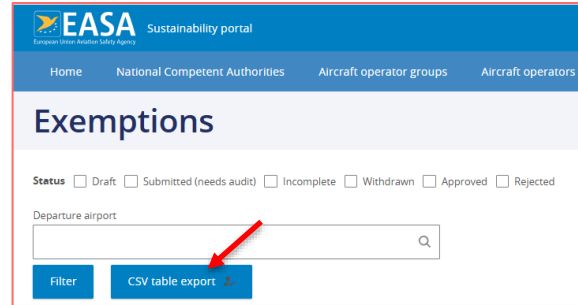 EASA Sustainability portal
European Union Aviation Safety Agency
Home National Competent Authorities Aircraft operator groups Aircraft operators
Exemptions
Status Draft Submitted (needs audit) Incomplete Withdrawn Approved Rejected
Departure airport
Filter CSV table export